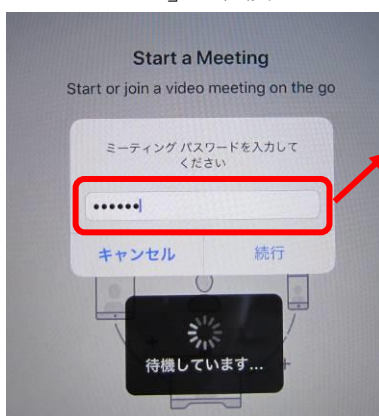 Start a Meeting
Start or join a video meeting on the go
ミーティング パスワードを入力して
ください
••••••
キャンセル
続行
待機しています...